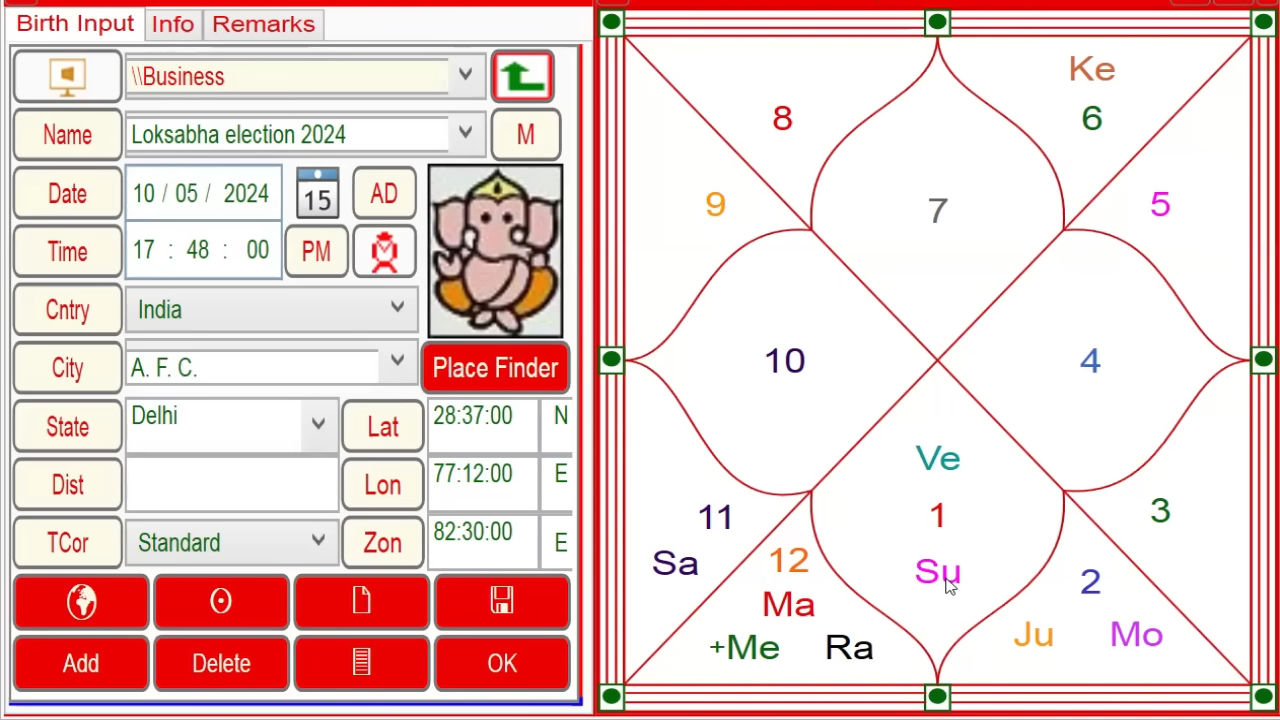 Birth Input Info Remarks
\\Business
Name Loksabha election 2024 M
Date 10 / 05 / 2024 15 AD
Time 17 : 48 : 00 PM
Cntry India
City A. F. C. Place Finder
State Delhi Lat 28:37:00 N
Dist Lon 77:12:00 E
TCor Standard Zon 82:30:00 E
Add Delete OK
Ke
8 6
9 7 5
10 4
Ve
11 1 3
Sa 12 Su 2
Ma
+Me Ra Ju Mo